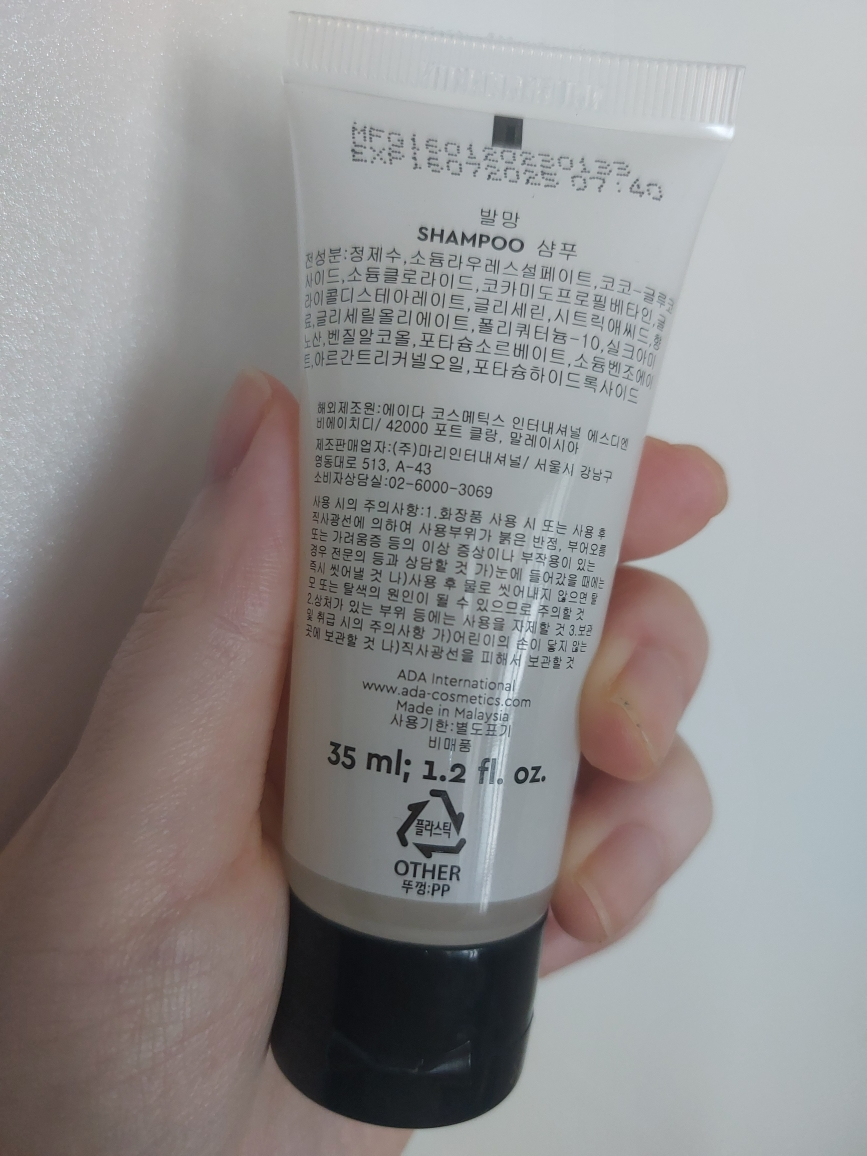 MFG160120230133
EXP16072025 07:40
발망
SHAMPOO 샴푸
전성분:정제수,소듐라우레스설페이트,코코-글루코
사이드,소듐클로라이드,코카미도프로필베타인,글
라이콜디스테아레이트,글리세린,시트릭애씨드,향
료,글리세릴올리에이트,폴리쿼터늄-10,실크아미
노산,벤질알코올,포타슘소르베이트,소듐벤조에이
트,아르간트리커넬오일,포타슘하이드록사이드
해외제조원:에이다 코스메틱스 인터내셔널 에스디엔
비에이치디/ 42000 포트 클랑, 말레이시아
제조판매업자:(주)마리인터내셔널/ 서울시 강남구
영동대로 513, A-43
소비자상담실:02-6000-3069
사용 시의 주의사항:1.화장품 사용 시 또는 사용 후
직사광선에 의하여 사용부위가 붉은 반점, 부어오름
또는 가려움증 등의 이상 증상이나 부작용이 있는
경우 전문의 등과 상담할 것 가)눈에 들어갔을 때에는
즉시 씻어낼 것 나)사용 후 물로 씻어내지 않으면 탈
모 또는 탈색의 원인이 될 수 있으므로 주의할 것
2.상처가 있는 부위 등에는 사용을 자제할 것 3.보관
및 취급 시의 주의사항 가)어린이의 손이 닿지 않는
곳에 보관할 것 나)직사광선을 피해서 보관할 것
ADA International
www.ada-cosmetics.com
Made in Malaysia
사용기한:별도표기
비매품
35 ml; 1.2 fl. oz.
플라스틱
OTHER
뚜껑:PP